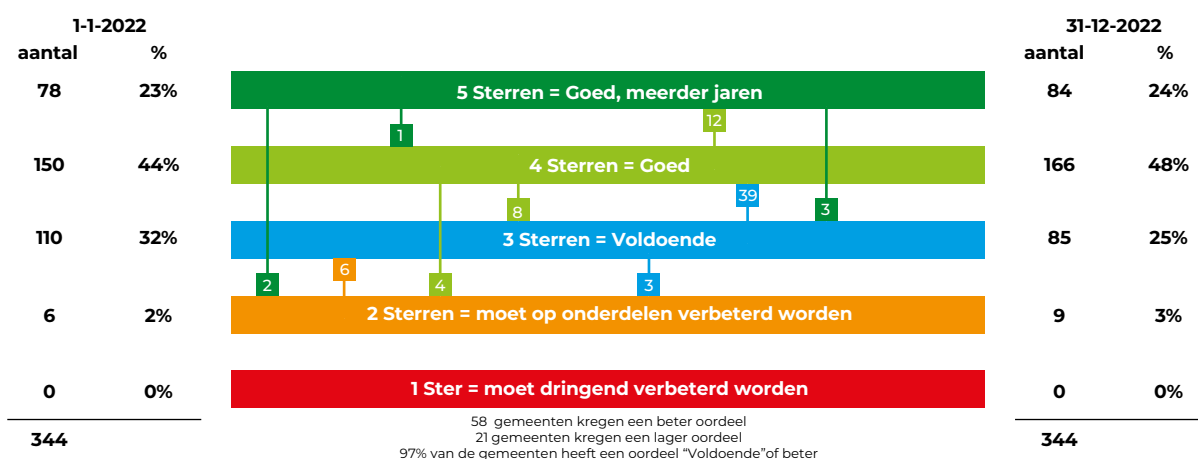 1-1-2022 31-12-2022
aantal % aantal %
78 23% 5 Sterren = Goed, meerder jaren 84 24%
1 12
150 44% 4 Sterren = Goed 166 48%
8 39 3
110 32% 3 Sterren = Voldoende 85 25%
2 6 4 3
6 2% 2 Sterren = moet op onderdelen verbeterd worden 9 3%
0 0% 1 Ster = moet dringend verbeterd worden 0 0%
58 gemeenten kregen een beter oordeel
344 21 gemeenten kregen een lager oordeel 344
97% van de gemeenten heeft een oordeel “Voldoende”of beter